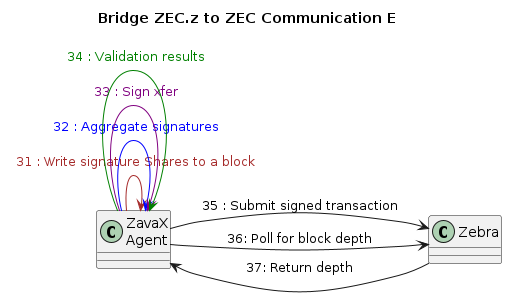 Bridge ZEC.z to ZEC Communication E
34 : Validation results
33 : Sign xfer
32 : Aggregate signatures
31 : Write signature Shares to a block
35 : Submit signed transaction
C ZavaX
Agent
C Zebra
36: Poll for block depth
37: Return depth